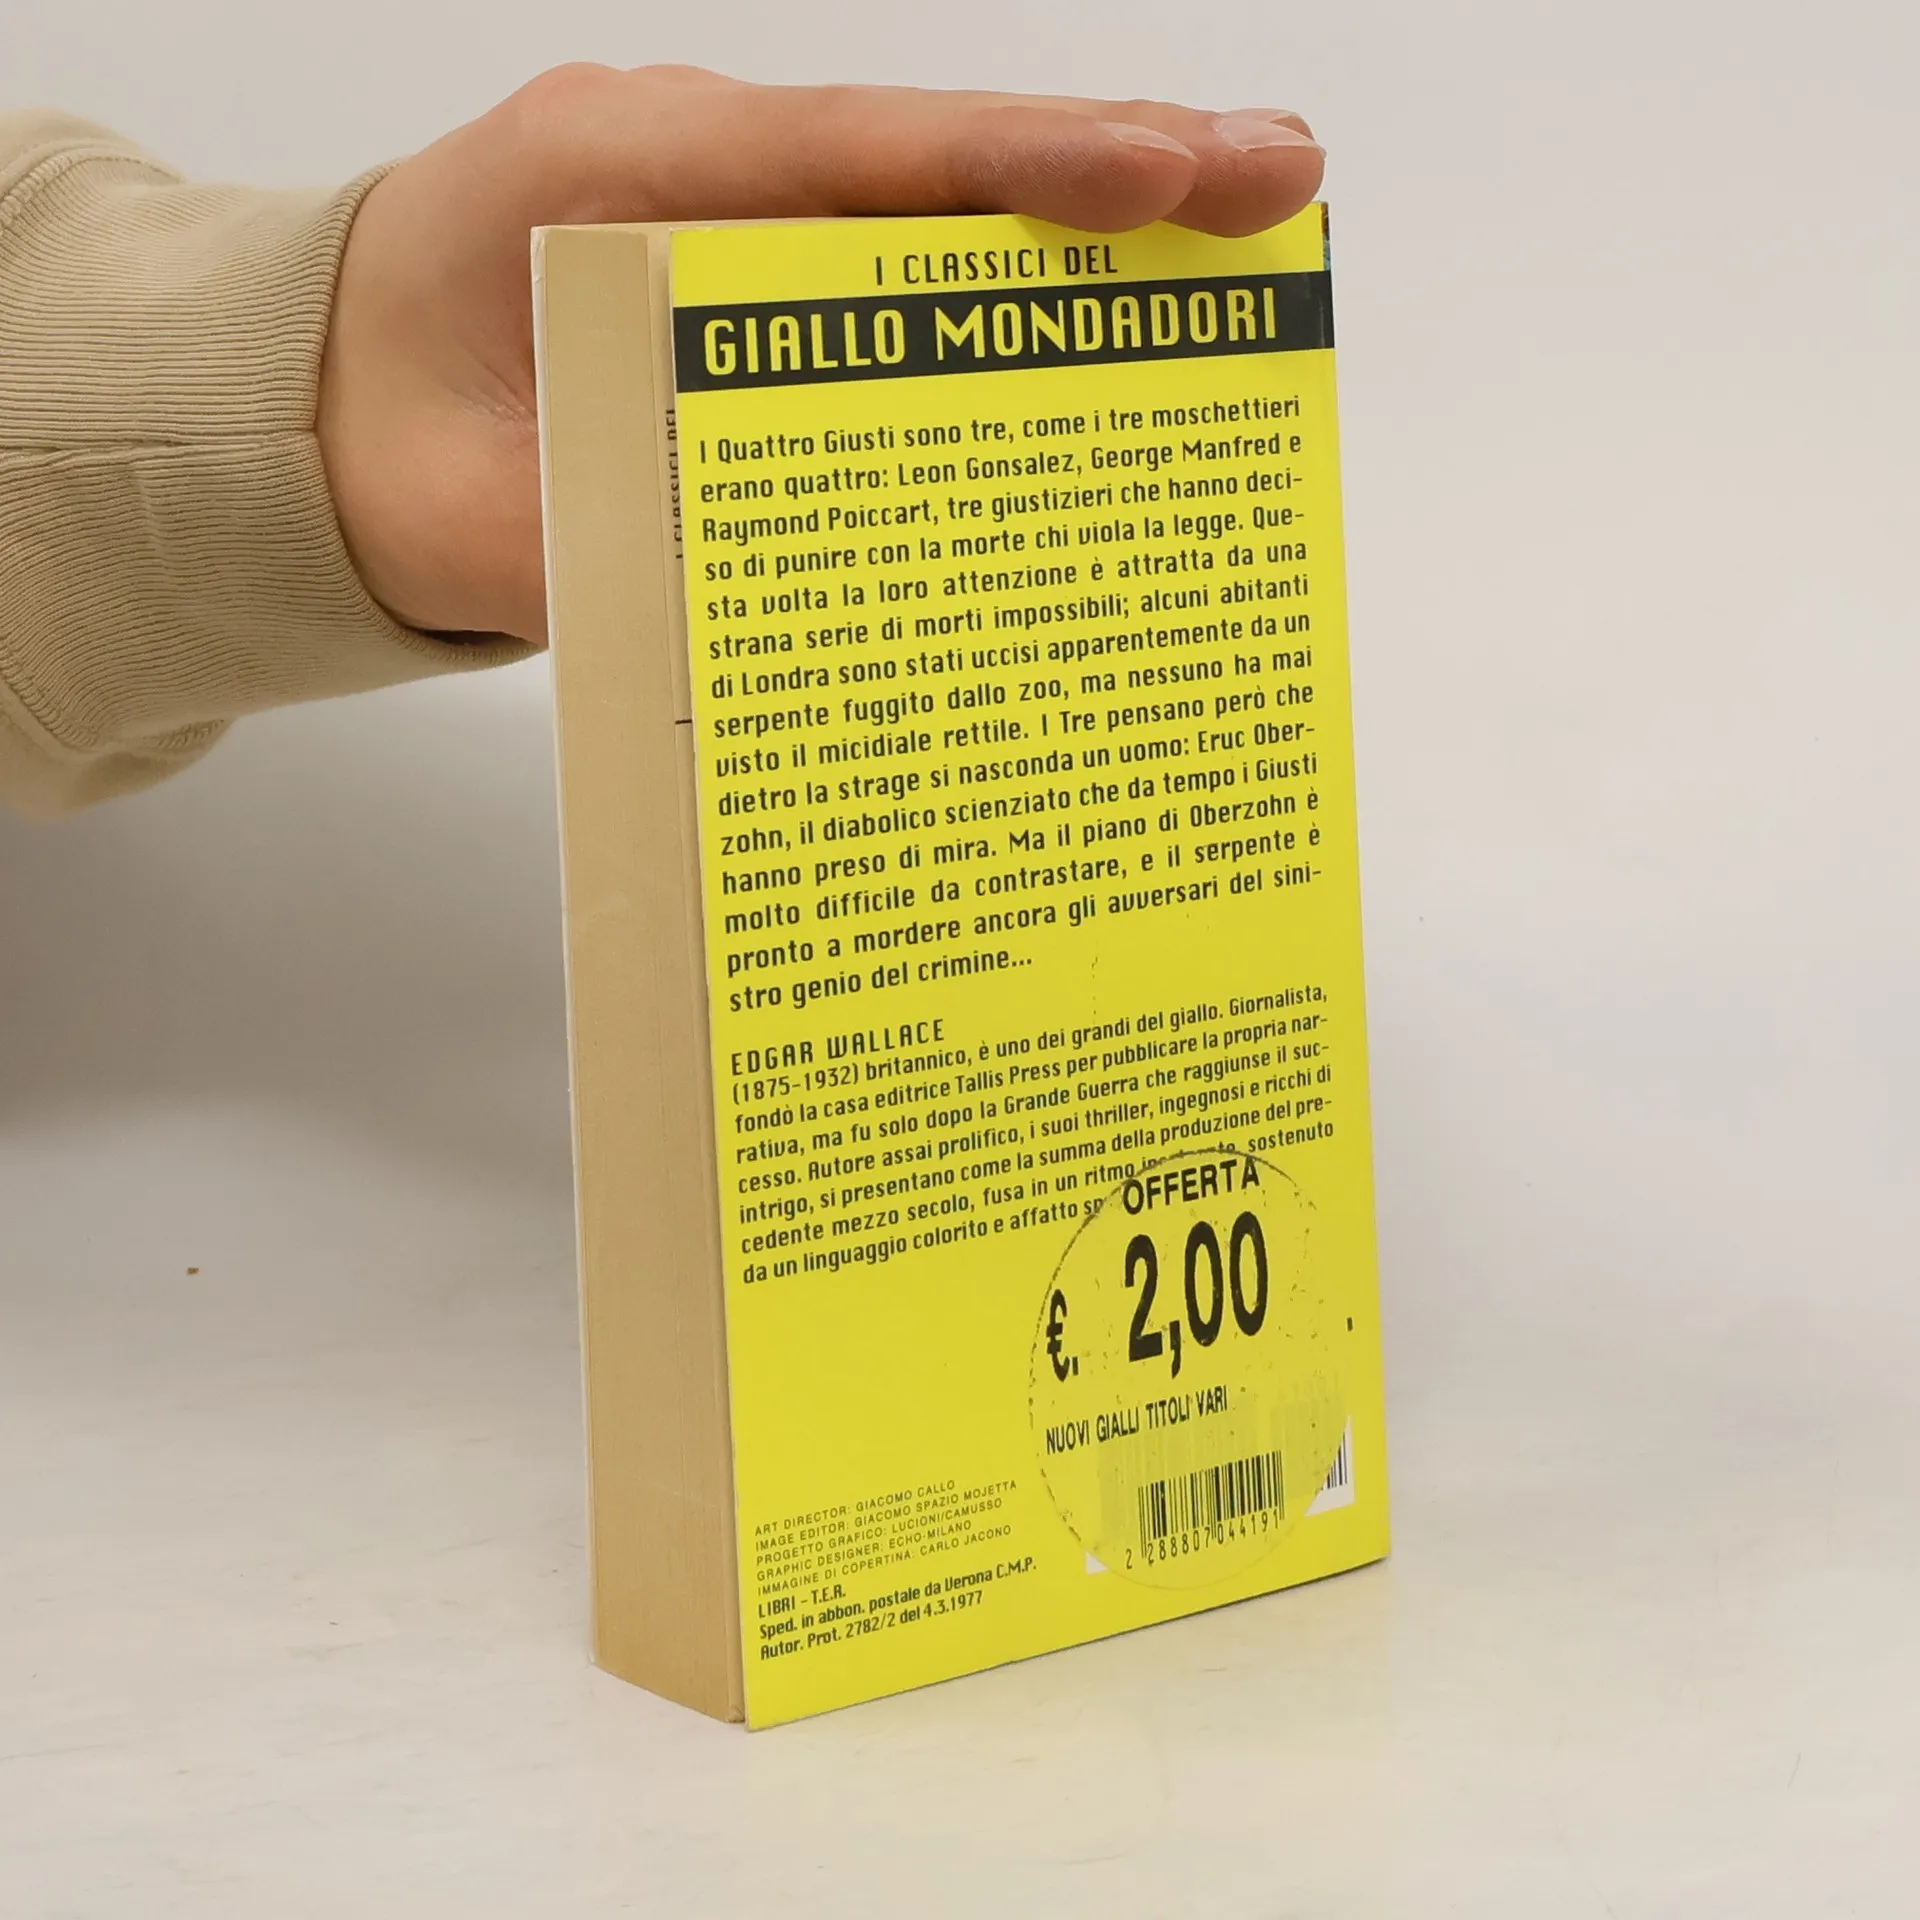 I CLASSICI DEL
GIALLO MONDADORI
I CLASSICI DEL
I Quattro Giusti sono tre, come i tre moschettieri
erano quattro: Leon Gonsalez, George Manfred e
Raymond Poiccart, tre giustizieri che hanno deci-
so di punire con la morte chi viola la legge. Que-
sta volta la loro attenzione è attratta da una
strana serie di morti impossibili; alcuni abitanti
di Londra sono stati uccisi apparentemente da un
serpente fuggito dallo zoo, ma nessuno ha mai
visto il micidiale rettile. I Tre pensano però che
dietro la strage si nasconda un uomo: Eruc Ober-
zohn, il diabolico scienziato che da tempo i Giusti
hanno preso di mira. Ma il piano di Oberzohn è
molto difficile da contrastare, e il serpente è
pronto a mordere ancora gli avversari del sini-
stro genio del crimine...
EDGAR WALLACE
(1875-1932) britannico, è uno dei grandi del giallo. Giornalista,
fondò la casa editrice Tallis Press per pubblicare la propria nar-
rativa, ma fu solo dopo la Grande Guerra che raggiunse il suc-
cesso. Autore assai prolifico, i suoi thriller, ingegnosi e ricchi di
intrigo, si presentano come la summa della produzione del pre-
cedente mezzo secolo, fusa in un ritmo sostenuto
da un linguaggio colorito e affatto
OFFERTA
€. 2,00
NUOVI GIALLI TITOLI VARI
2 288807 044191
ART DIRECTOR: GIACOMO CALLO
IMAGE EDITOR: GIACOMO SPAZIO MOJETTA
PROGETTO GRAFICO: LUCIONI/CAMUSSO
GRAPHIC DESIGNER: ECHO-MILANO
IMMAGINE DI COPERTINA: CARLO JACONO
LIBRI - T.E.R.
Sped. in abbon. postale da Verona C.M.P.
Autor. Prot. 2782/2 del 4.3.1977